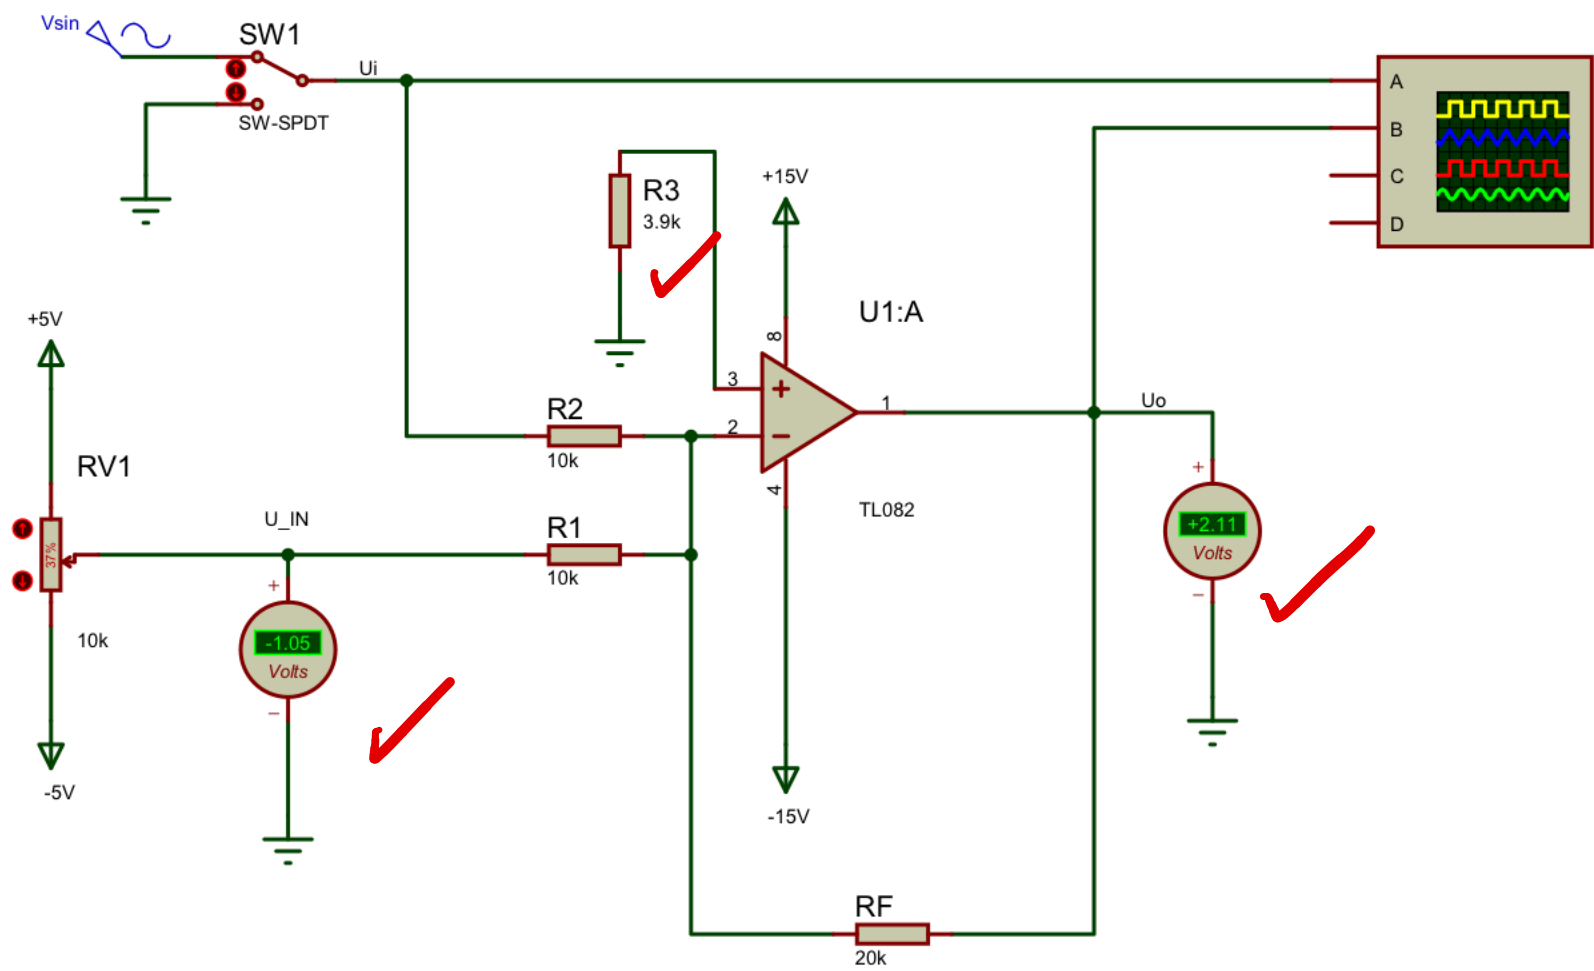 Vsin
SW1
Ui
SW-SPDT
A
B
C
D
R3
3.9k
+15V
U1:A
8
3
2
1
4
TL082
-15V
R2
10k
+5V
RV1
37%
10k
-5V
U_IN
R1
10k
+
-1.05
Volts
−
Uo
+
+2.11
Volts
−
RF
20k